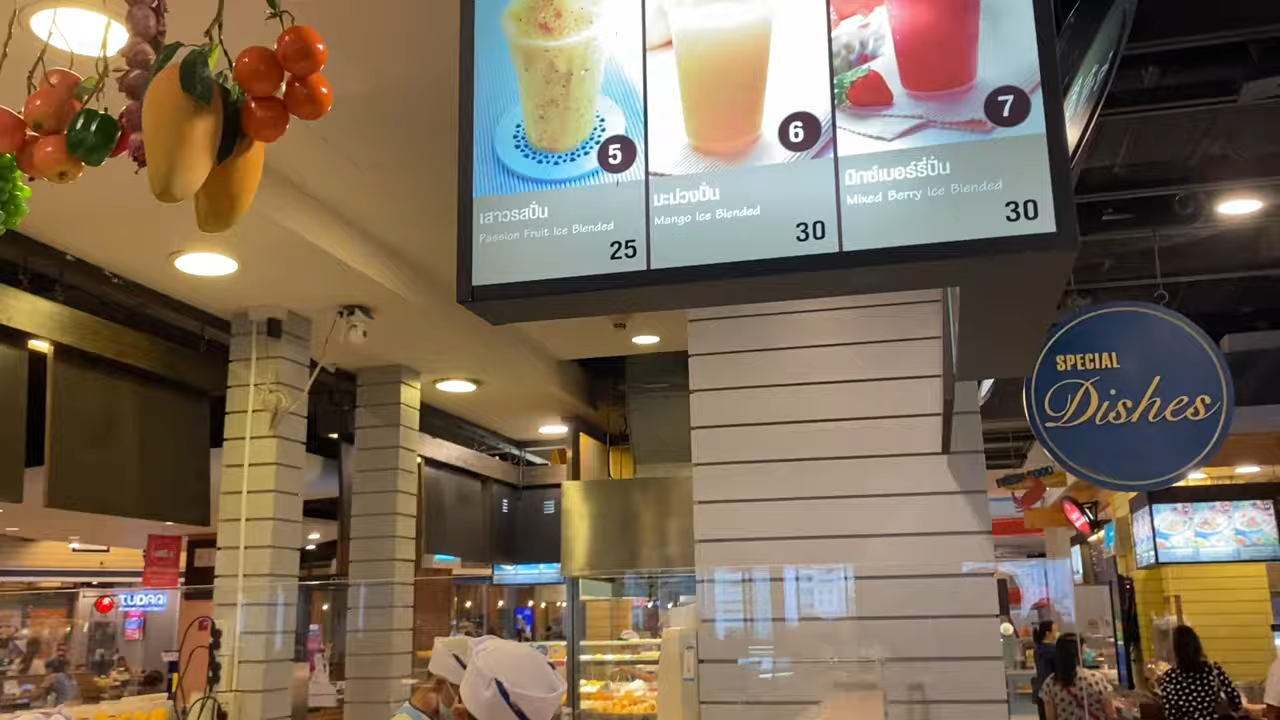 5
เสาวรสปั่น
Passion Fruit Ice Blended
25
6
มะม่วงปั่น
Mango Ice Blended
30
7
มิกซ์เบอร์รี่ปั่น
Mixed Berry Ice Blended
30
SPECIAL
Dishes
TUDARI